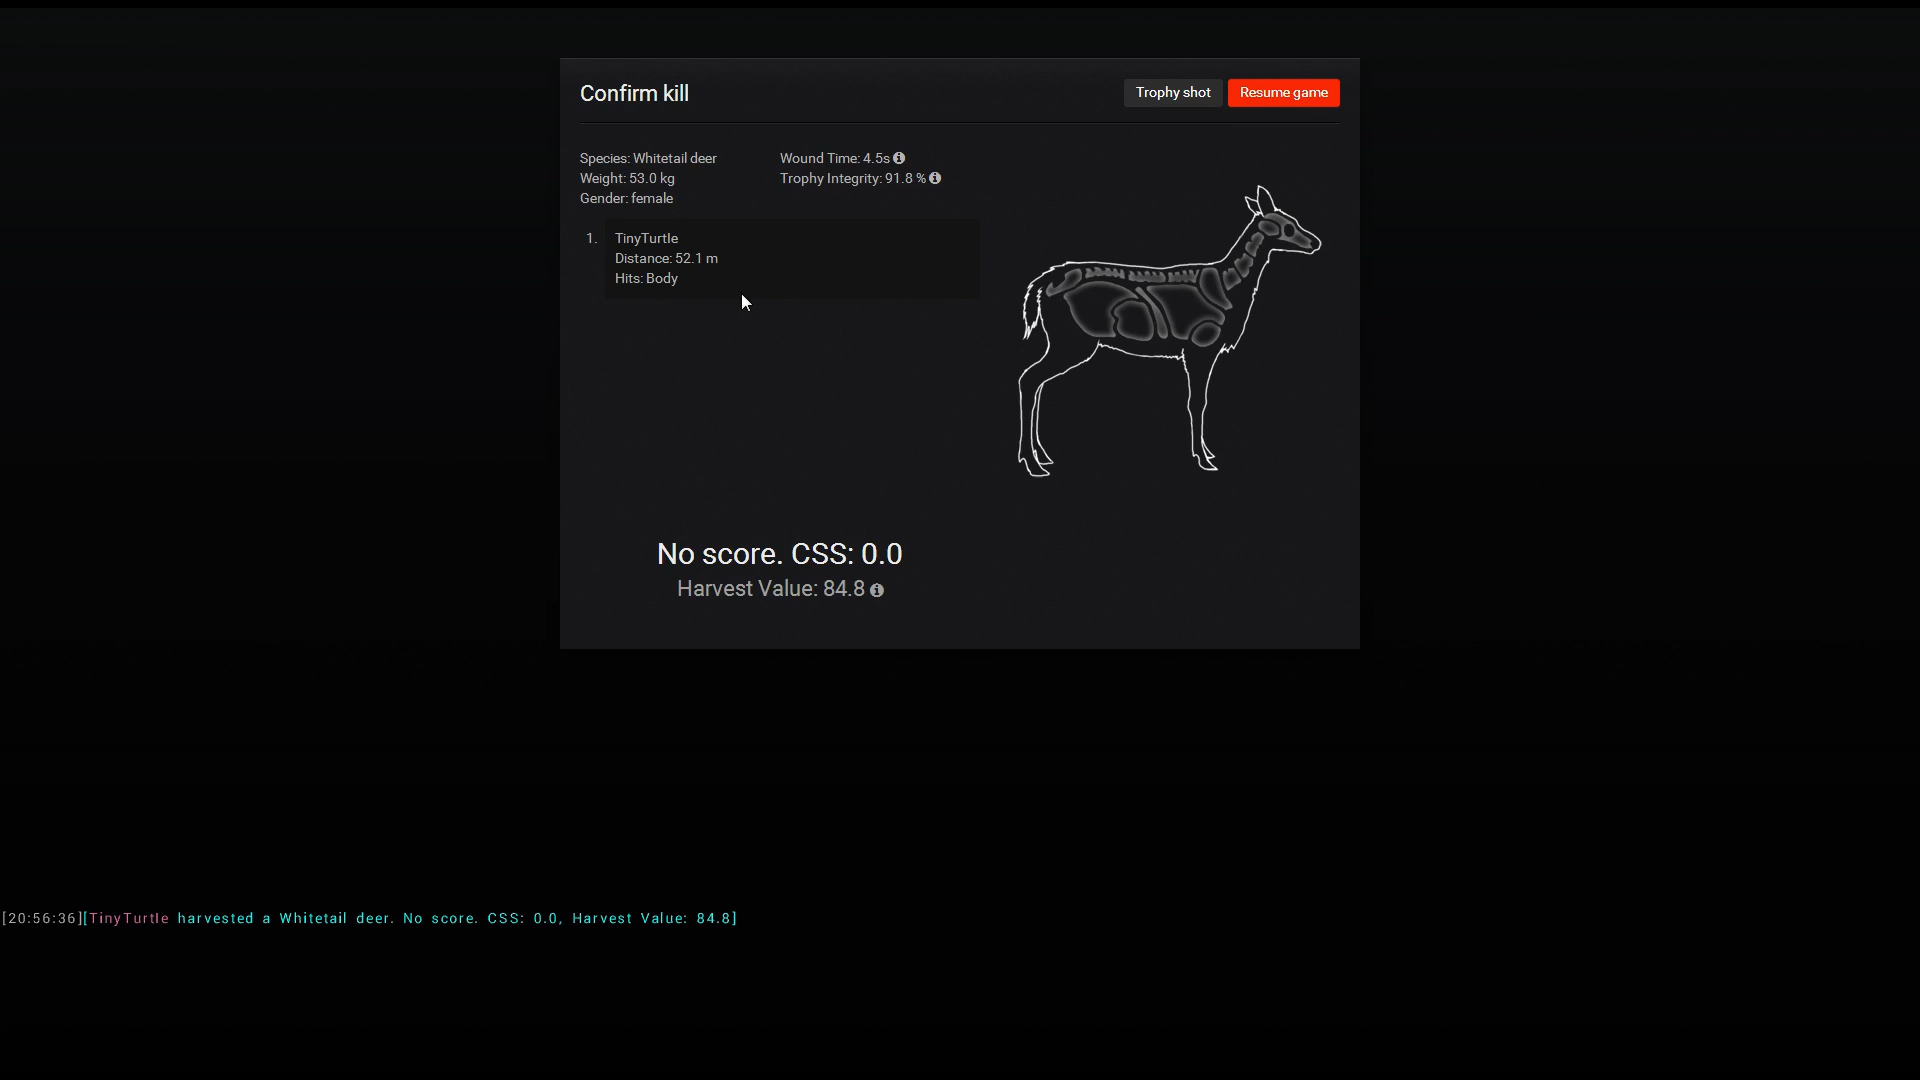 Confirm kill
Trophy shot
Resume game
Species: Whitetail deer
Weight: 53.0 kg
Gender: female
Wound Time: 4.5s
Trophy Integrity: 91.8 %
1.
TinyTurtle
Distance: 52.1 m
Hits: Body
No score. CSS: 0.0
Harvest Value: 84.8
[20:56:36][TinyTurtle harvested a Whitetail deer. No score. CSS: 0.0, Harvest Value: 84.8]